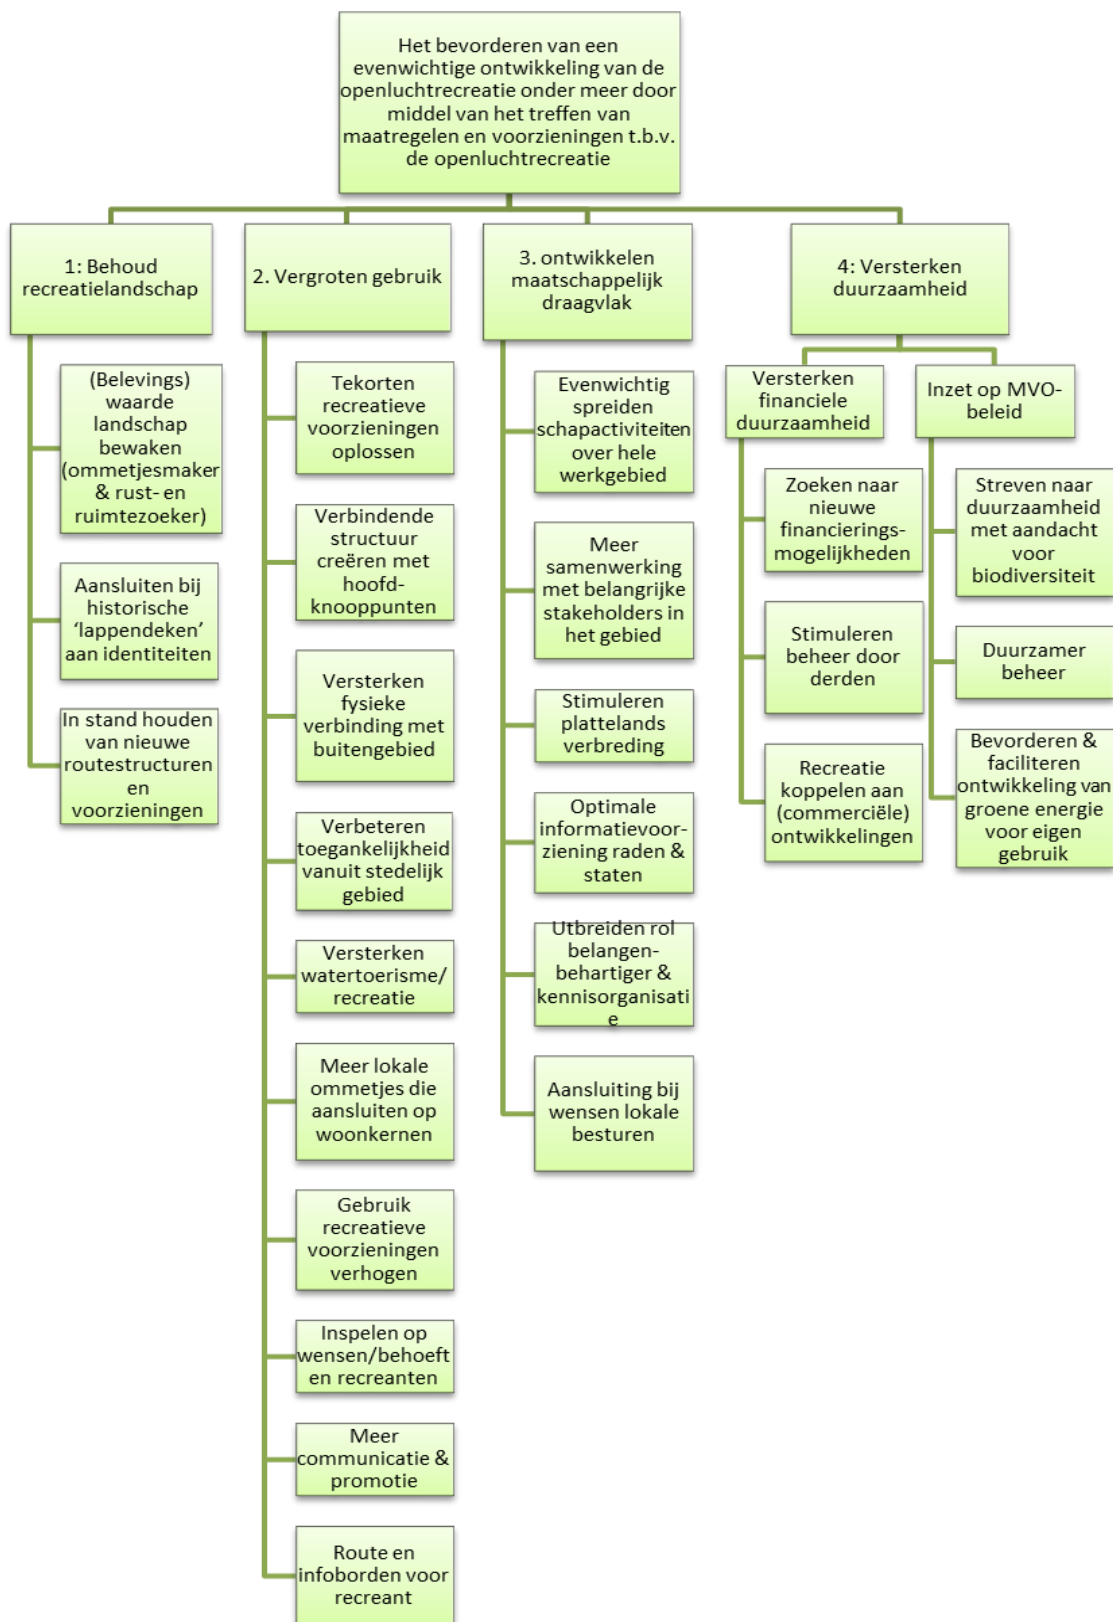 Het bevorderen van een
evenwichtige ontwikkeling van de
openluchtrecreatie onder meer door
middel van het treffen van
maatregelen en voorzieningen t.b.v.
de openluchtrecreatie
1: Behoud
recreatielandschap
(Belevings)
waarde
landschap
bewaken
(ommetjesmaker
& rust- en
ruimtezoeker)
Aansluiten bij
historische
‘lappendeken’
aan identiteiten
In stand houden
van nieuwe
routestructuren
en
voorzieningen
2. Vergroten gebruik
Tekorten
recreatieve
voorzieningen
oplossen
Verbindende
structuur
creëren met
hoofd-
knooppunten
Versterken
fysieke
verbinding met
buitengebied
Verbeteren
toegankelijkheid
vanuit stedelijk
gebied
Versterken
watertoerisme/
recreatie
Meer lokale
ommetjes die
aansluiten op
woonkernen
Gebruik
recreatieve
voorzieningen
verhogen
Inspelen op
wensen/behoeft
en recreanten
Meer
communicatie &
promotie
Route en
infoborden voor
recreant
3. ontwikkelen
maatschappelijk
draagvlak
Evenwichtig
spreiden
schapactiviteiten
over hele
werkgebied
Meer
samenwerking
met belangrijke
stakeholders in
het gebied
Stimuleren
plattelands
verbreding
Optimale
informatievoor-
ziening raden &
staten
Utbreiden rol
belangen-
behartiger &
kennisorganisati
e
Aansluiting bij
wensen lokale
besturen
4: Versterken
duurzaamheid
Versterken
financiele
duurzaamheid
Zoeken naar
nieuwe
financierings-
mogelijkheden
Stimuleren
beheer door
derden
Recreatie
koppelen aan
(commerciële)
ontwikkelingen
Inzet op MVO-
beleid
Streven naar
duurzaamheid
met aandacht
voor
biodiversiteit
Duurzamer
beheer
Bevorderen &
faciliteren
ontwikkeling van
groene energie
voor eigen
gebruik